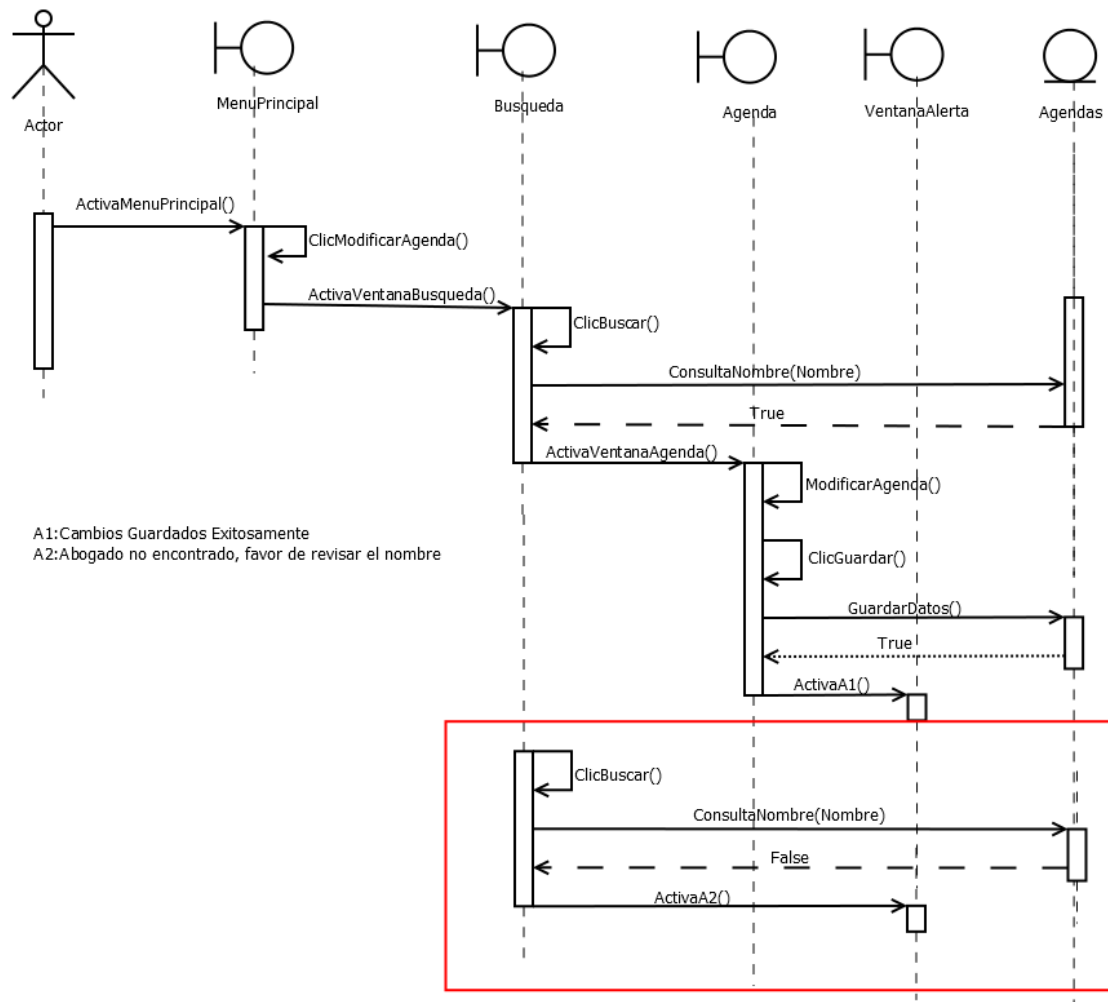 Actor
MenuPrincipal
Busqueda
Agenda
VentanaAlerta
Agendas
ActivaMenuPrincipal()
ClicModificarAgenda()
ActivaVentanaBusqueda()
ClicBuscar()
ConsultaNombre(Nombre)
True
ActivaVentanaAgenda()
ModificarAgenda()
A1:Cambios Guardados Exitosamente
A2:Abogado no encontrado, favor de revisar el nombre
ClicGuardar()
GuardarDatos()
True
ActivaA1()
ClicBuscar()
ConsultaNombre(Nombre)
False
ActivaA2()